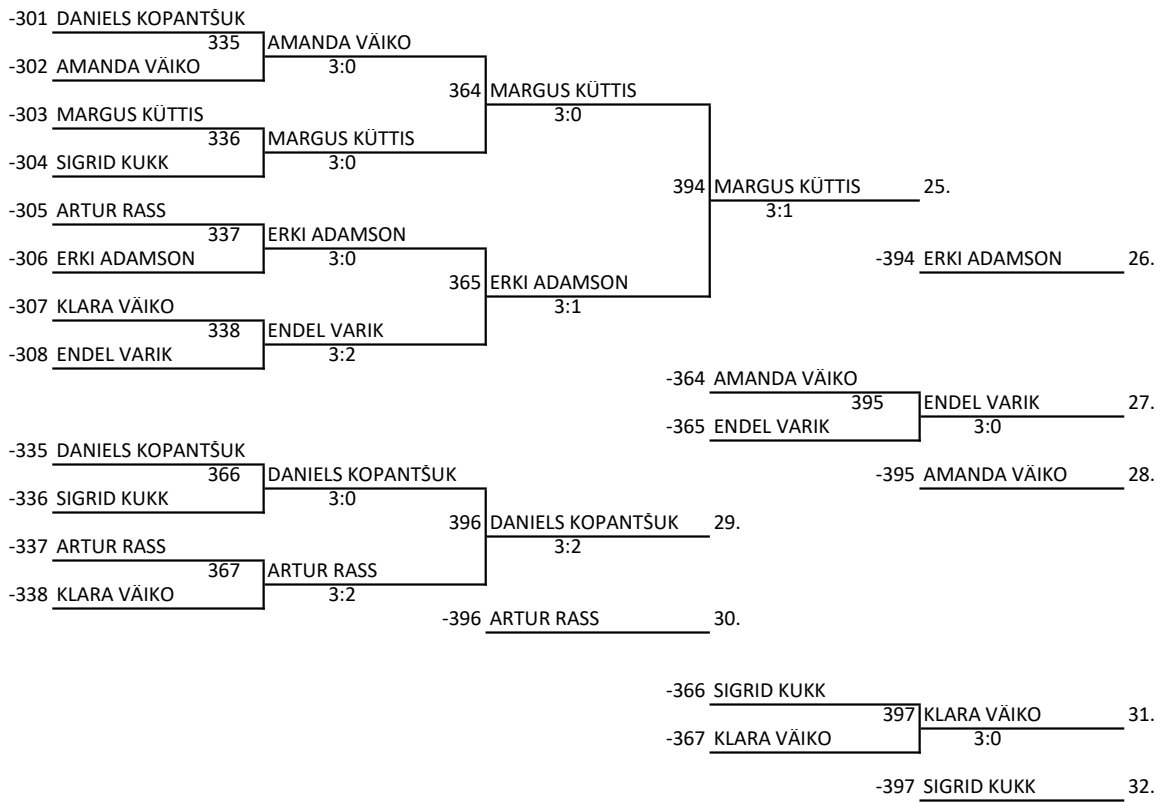 -301 DANIELS KOPANTŠUK
335 AMANDA VÄIKO
-302 AMANDA VÄIKO 3:0
364 MARGUS KÜTTIS
-303 MARGUS KÜTTIS 3:0
336 MARGUS KÜTTIS
-304 SIGRID KUKK 3:0
394 MARGUS KÜTTIS 25.
-305 ARTUR RASS 3:1
337 ERKI ADAMSON
-306 ERKI ADAMSON 3:0 -394 ERKI ADAMSON 26.
365 ERKI ADAMSON
-307 KLARA VÄIKO 3:1
338 ENDEL VARIK
-308 ENDEL VARIK 3:2
-364 AMANDA VÄIKO
395 ENDEL VARIK 27.
-365 ENDEL VARIK 3:0
-335 DANIELS KOPANTŠUK
366 DANIELS KOPANTŠUK -395 AMANDA VÄIKO 28.
-336 SIGRID KUKK 3:0
396 DANIELS KOPANTŠUK 29.
-337 ARTUR RASS 3:2
367 ARTUR RASS
-338 KLARA VÄIKO 3:2
-396 ARTUR RASS 30.
-366 SIGRID KUKK
397 KLARA VÄIKO 31.
-367 KLARA VÄIKO 3:0
-397 SIGRID KUKK 32.